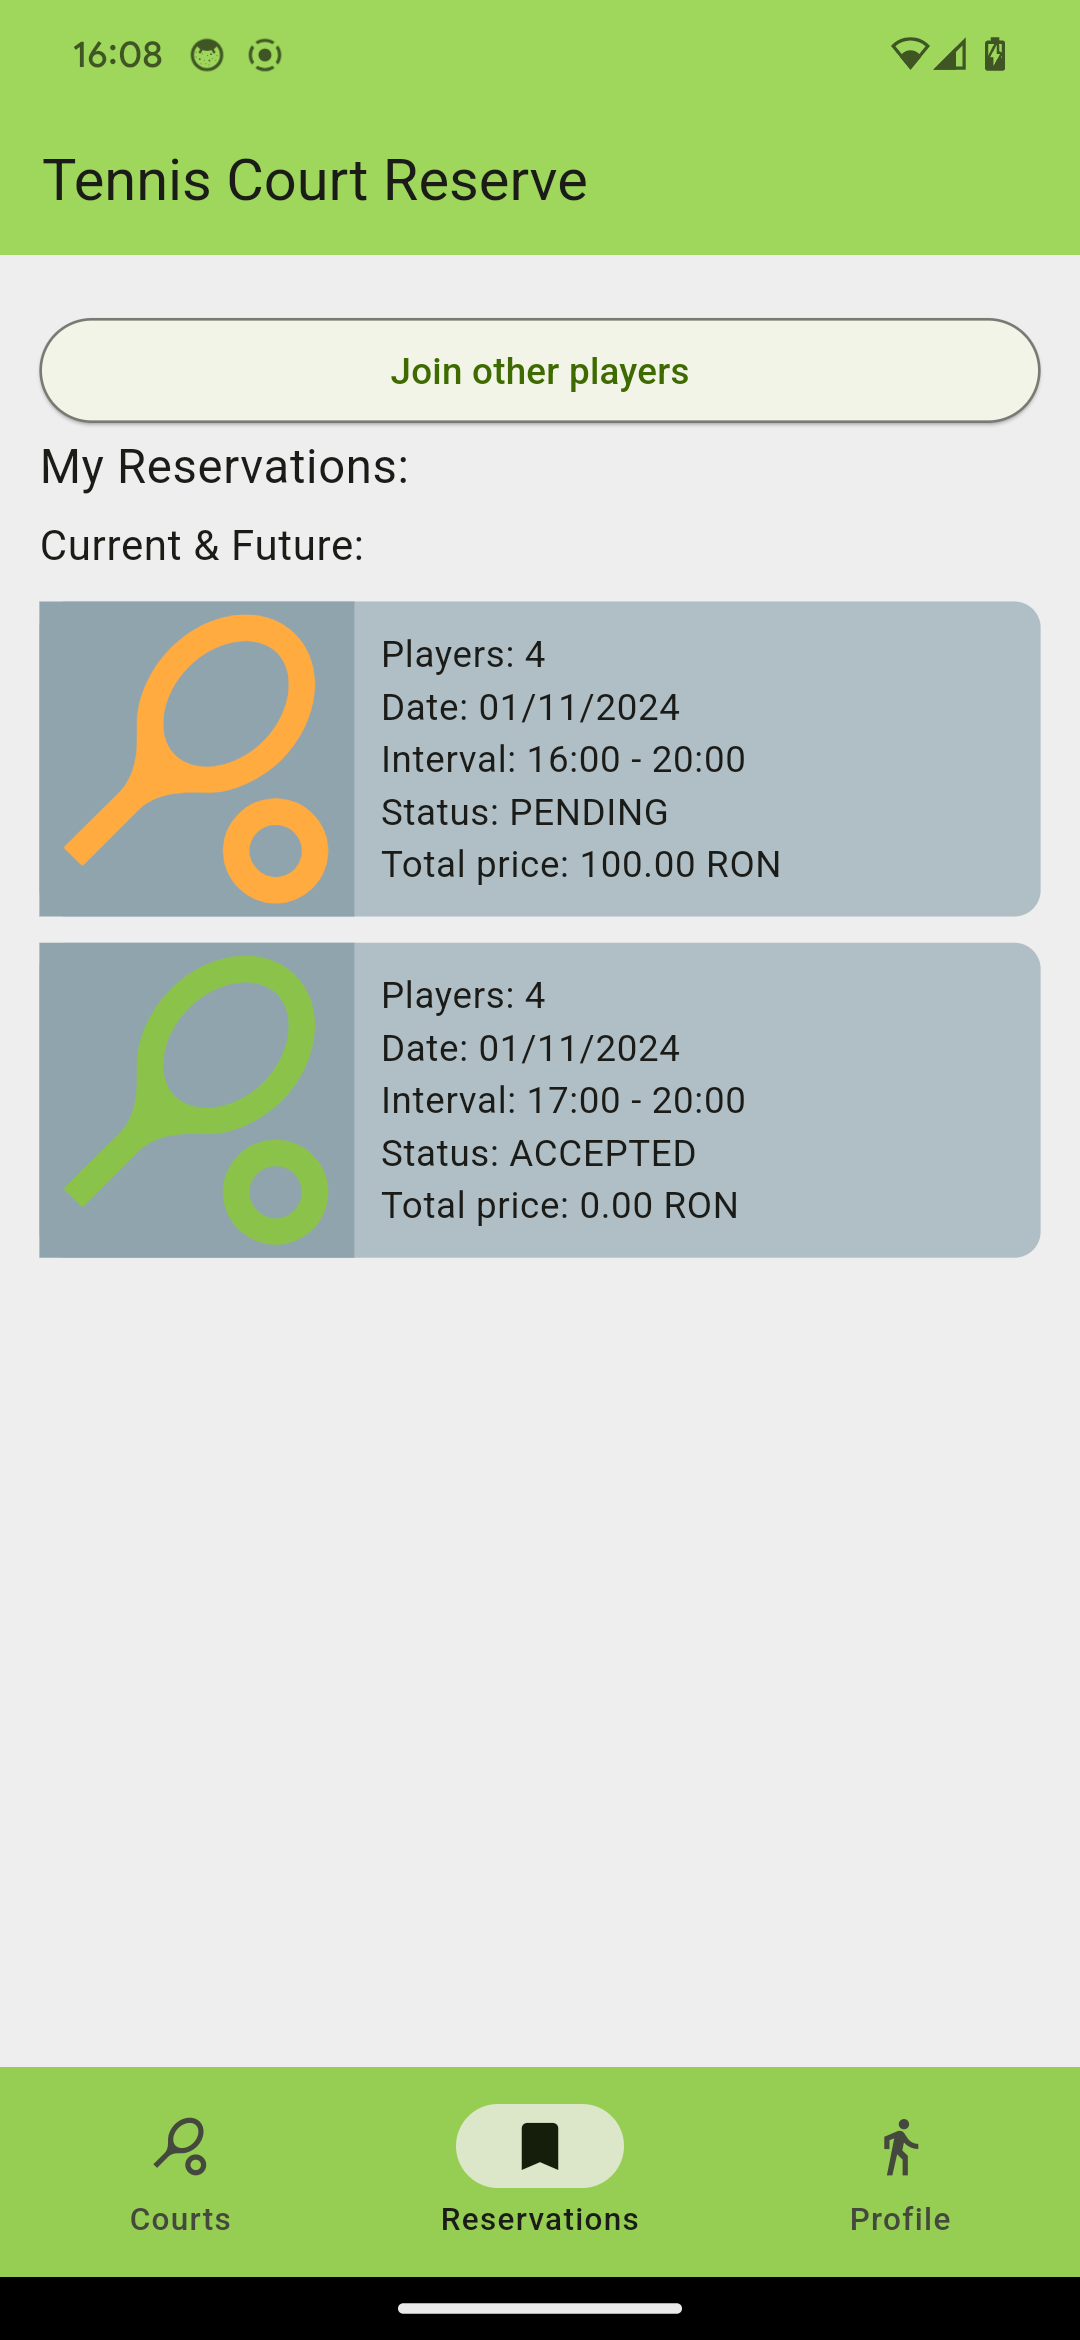 16:08
Tennis Court Reserve
Join other players
My Reservations:
Current & Future:
Players: 4
Date: 01/11/2024
Interval: 16:00 - 20:00
Status: PENDING
Total price: 100.00 RON
Players: 4
Date: 01/11/2024
Interval: 17:00 - 20:00
Status: ACCEPTED
Total price: 0.00 RON
Courts
Reservations
Profile